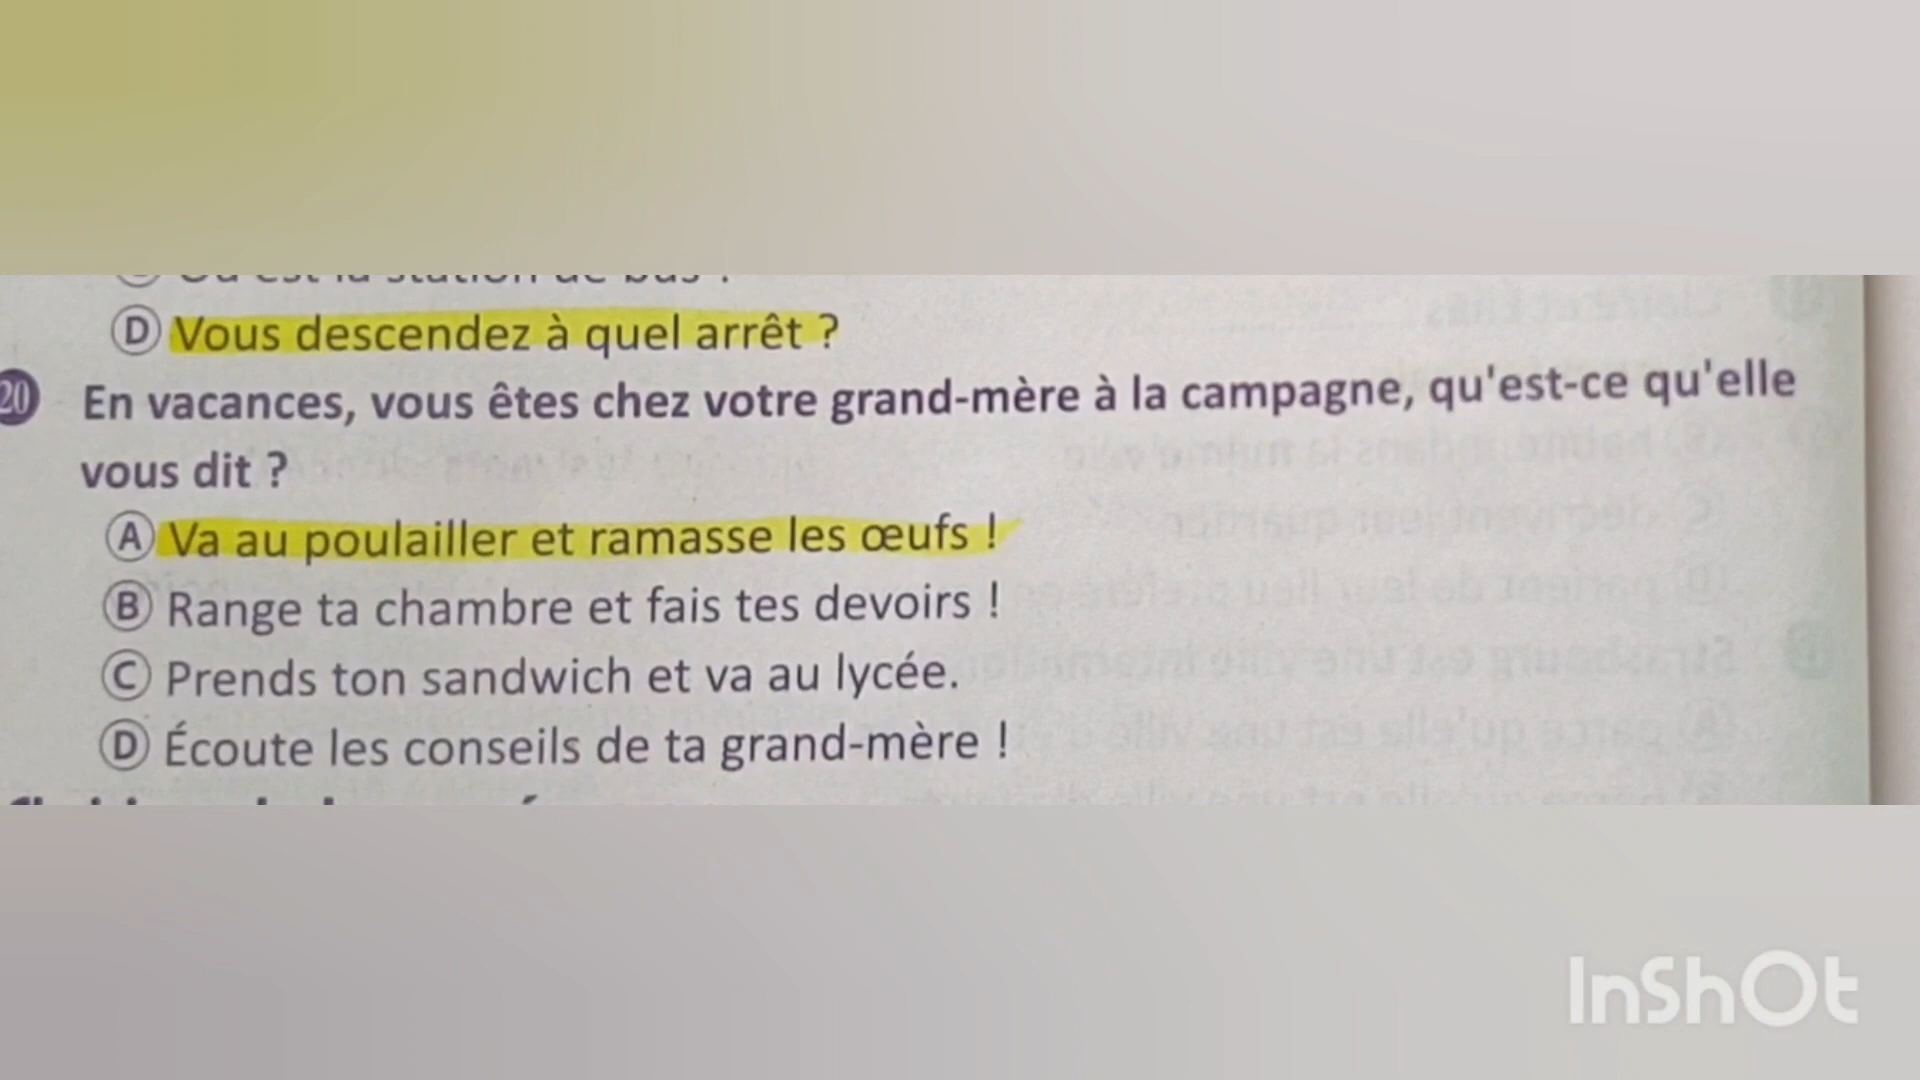 D Vous descendez à quel arrêt ?
20 En vacances, vous êtes chez votre grand-mère à la campagne, qu'est-ce qu'elle
vous dit ?
A Va au poulailler et ramasse les œufs !
B Range ta chambre et fais tes devoirs !
C Prends ton sandwich et va au lycée.
D Écoute les conseils de ta grand-mère !
InShOt